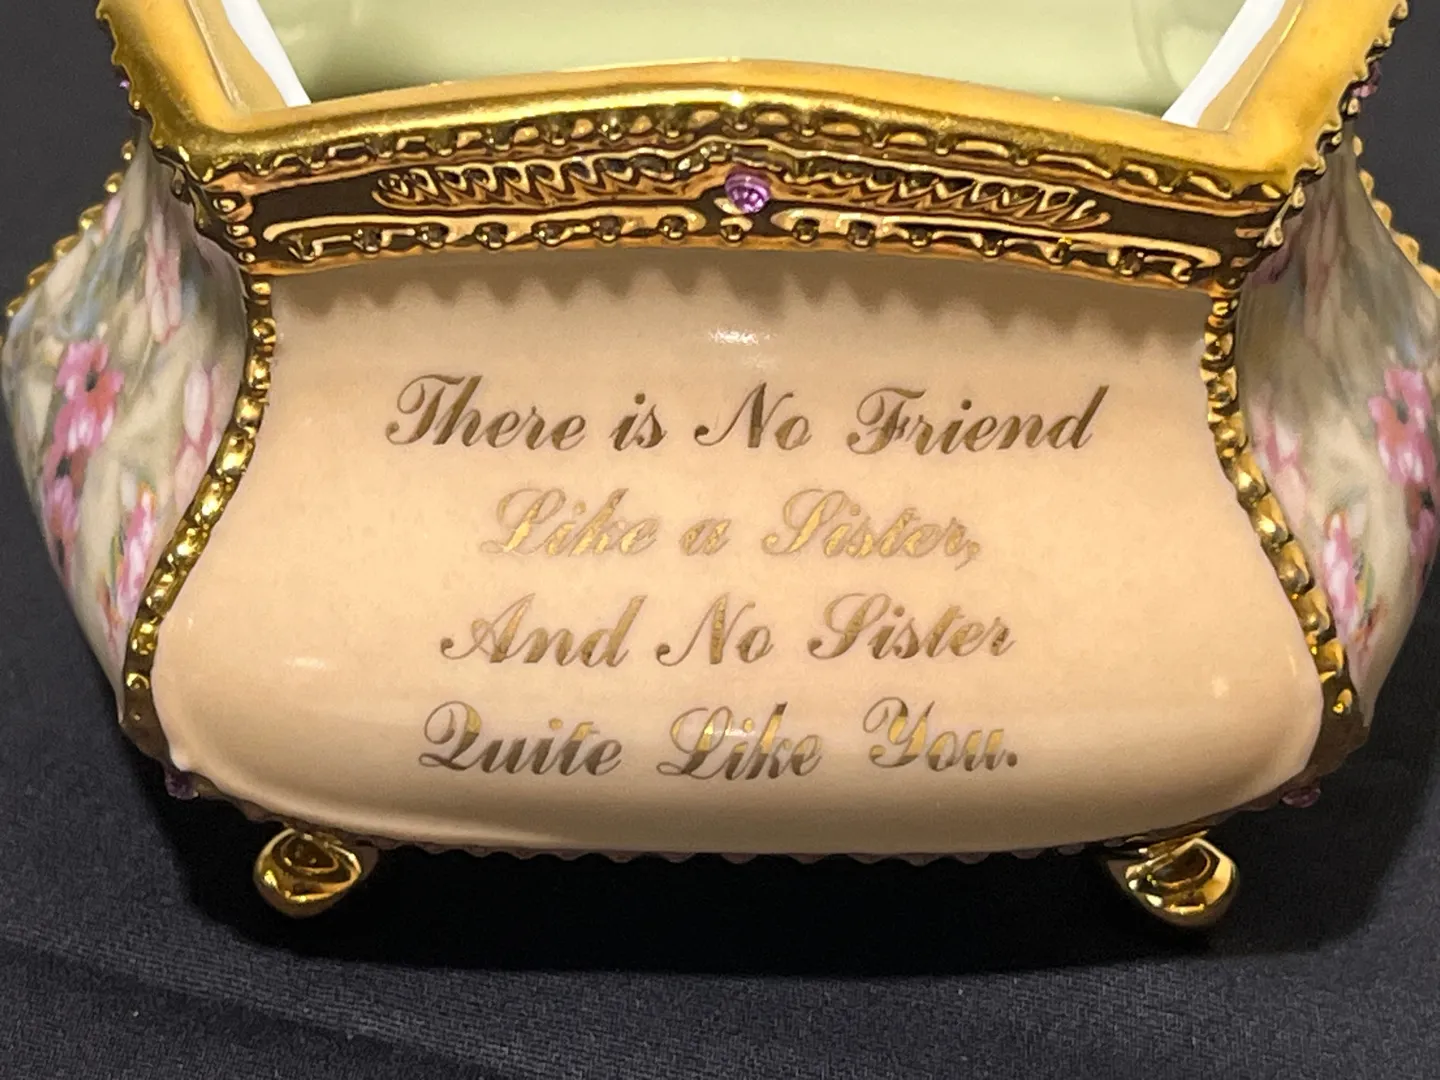 There is No Friend
Like a Sister,
And No Sister
Quite Like You.